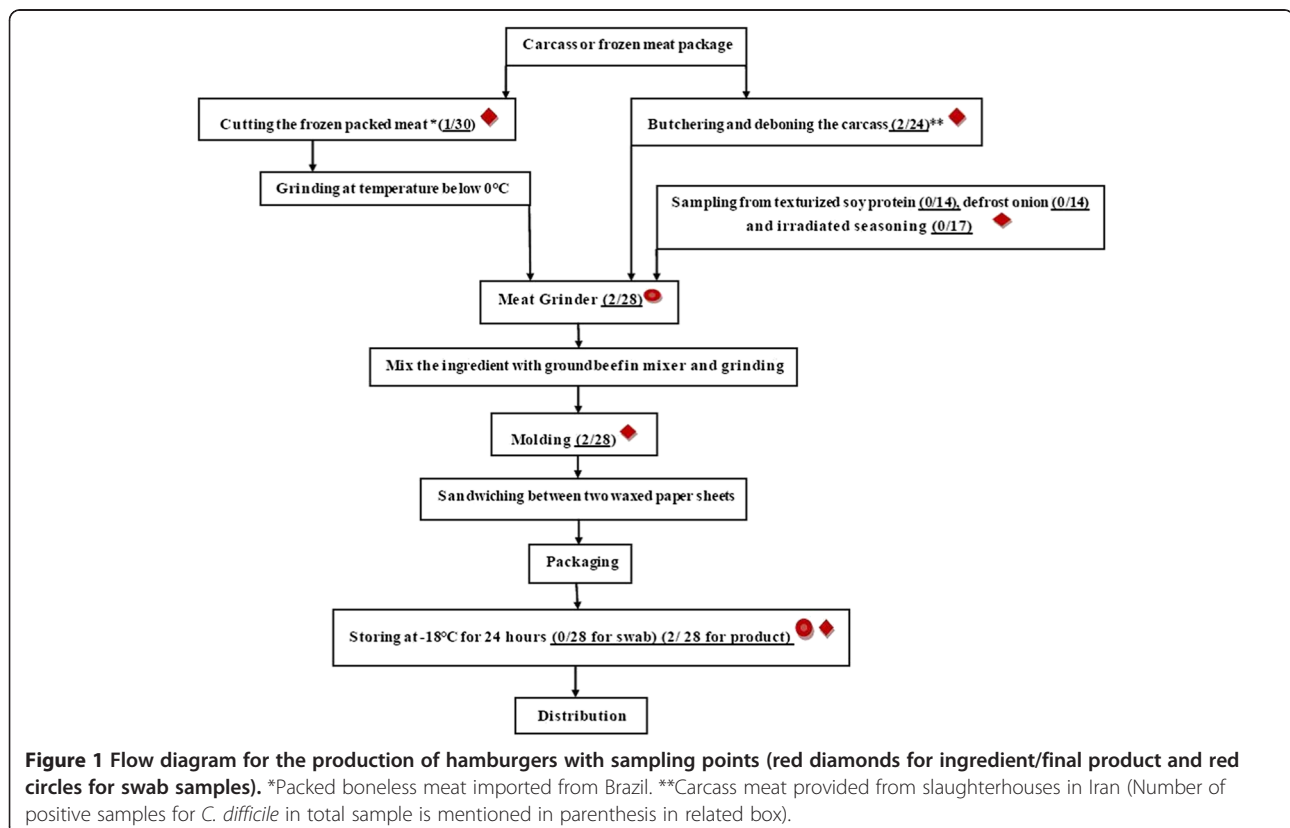 Carcass or frozen meat package
Cutting the frozen packed meat *(1/30)
Butchering and deboning the carcass (2/24)**
Grinding at temperature below 0°C
Sampling from texturized soy protein (0/14), defrost onion (0/14)
and irradiated seasoning (0/17)
Meat Grinder (2/28)
Mix the ingredient with ground beef in mixer and grinding
Molding (2/28)
Sandwiching between two waxed paper sheets
Packaging
Storing at -18°C for 24 hours (0/28 for swab) (2/ 28 for product)
Distribution
Figure 1 Flow diagram for the production of hamburgers with sampling points (red diamonds for ingredient/final product and red
circles for swab samples). *Packed boneless meat imported from Brazil. **Carcass meat provided from slaughterhouses in Iran (Number of
positive samples for C. difficile in total sample is mentioned in parenthesis in related box).